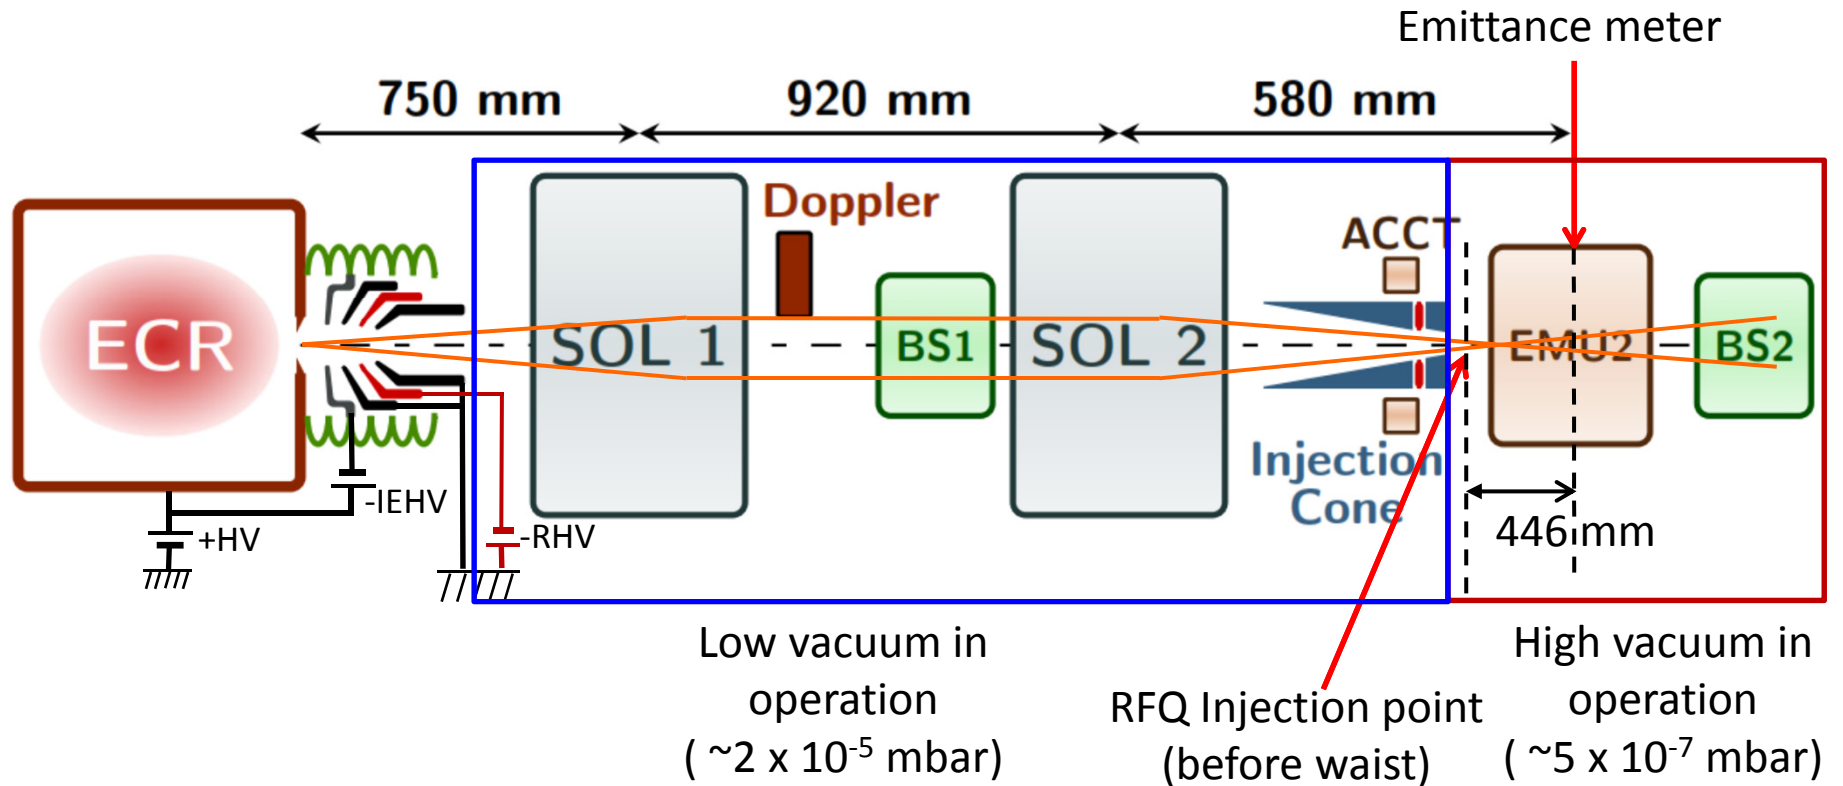 Emittance meter
750 mm
920 mm
580 mm
Doppler
ACCT
ECR
SOL 1
BS1
SOL 2
EMU2
BS2
Injection
Cone
-IEHV
+HV
-RHV
446 mm
Low vacuum in
operation
( ~2 x 10⁻⁵ mbar)
RFQ Injection point
(before waist)
High vacuum in
operation
( ~5 x 10⁻⁷ mbar)